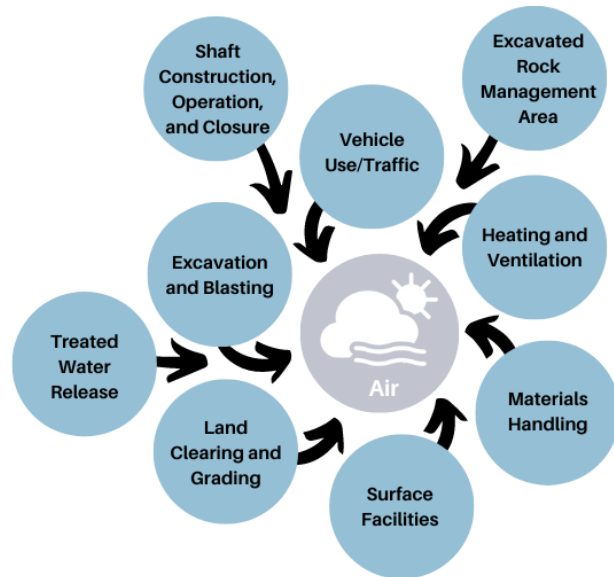 Shaft
Construction,
Operation,
and Closure
Excavated
Rock
Management
Area
Vehicle
Use/Traffic
Heating and
Ventilation
Excavation
and Blasting
Treated
Water
Release
Air
Materials
Handling
Land
Clearing and
Grading
Surface
Facilities